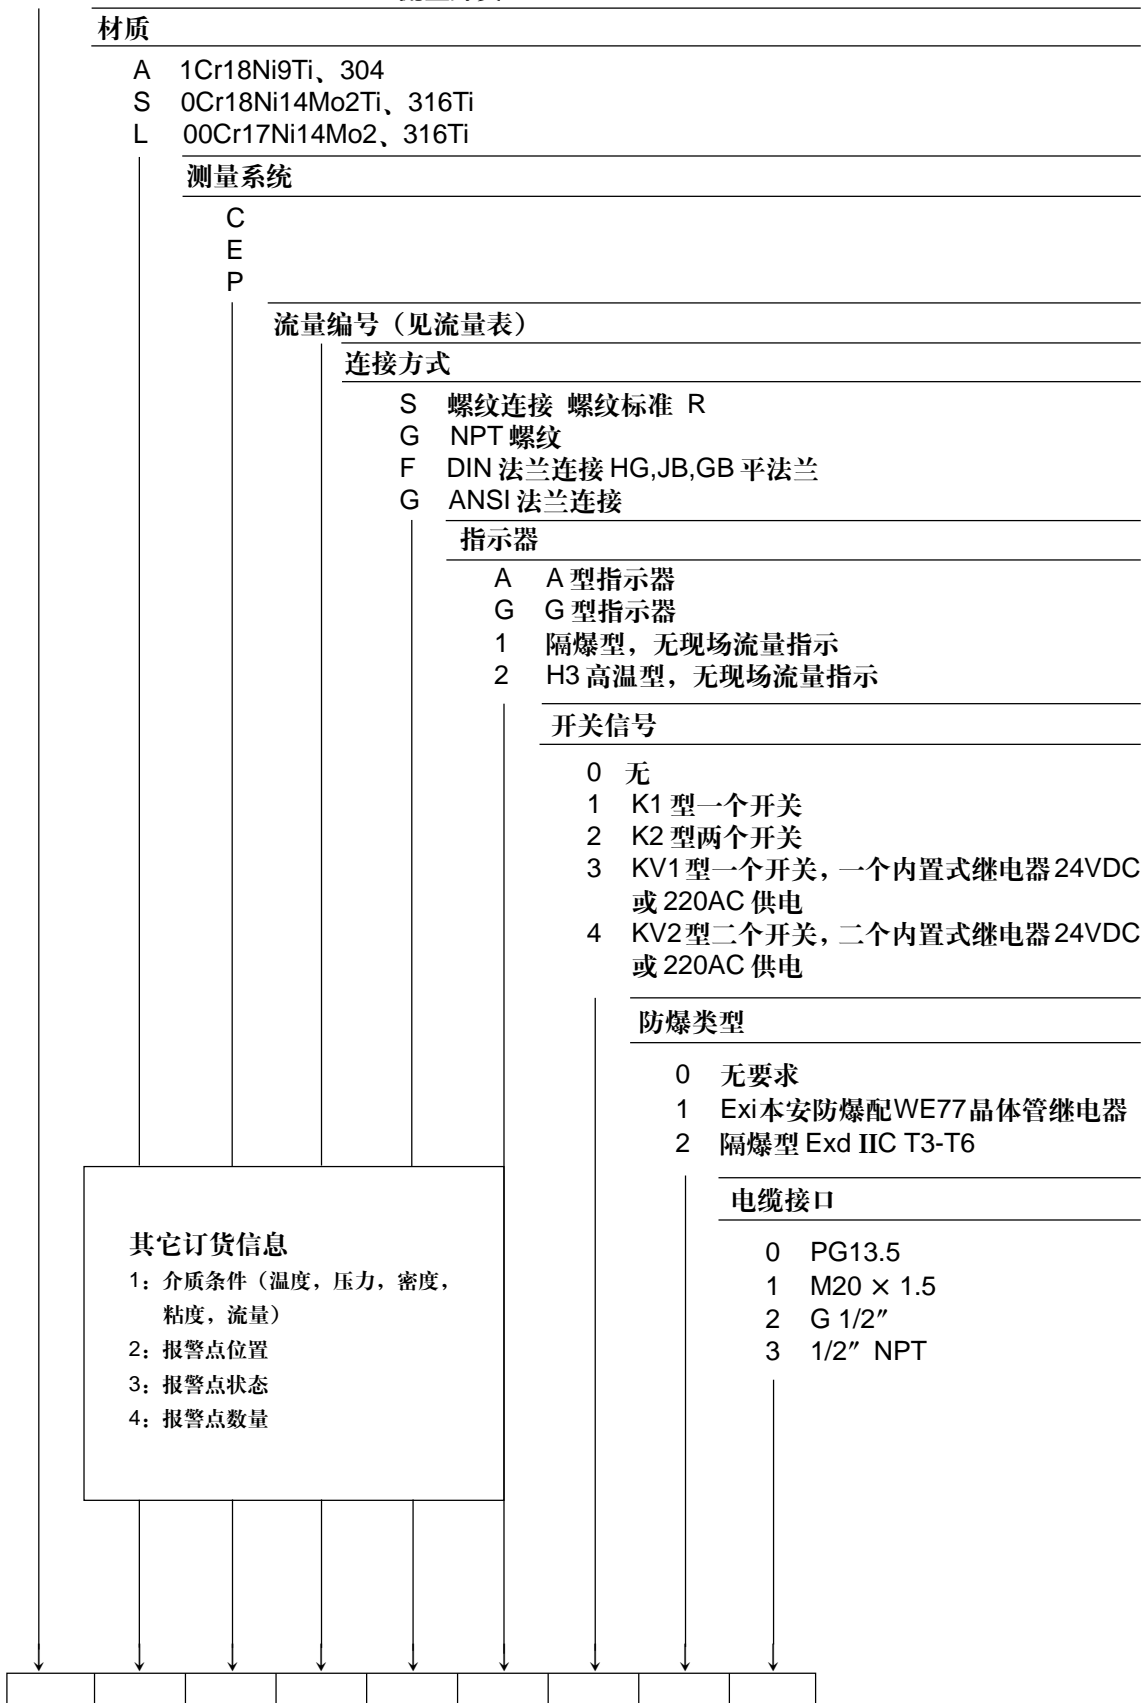 材质
A 1Cr18Ni9Ti、304
S 0Cr18Ni14Mo2Ti、316Ti
L 00Cr17Ni14Mo2、316Ti
测量系统
C
E
P
流量编号（见流量表）
连接方式
S 螺纹连接 螺纹标准 R
G NPT 螺纹
F DIN 法兰连接 HG,JB,GB 平法兰
G ANSI 法兰连接
指示器
A A 型指示器
G G 型指示器
1 隔爆型，无现场流量指示
2 H3 高温型，无现场流量指示
开关信号
0 无
1 K1 型一个开关
2 K2 型两个开关
3 KV1 型一个开关，一个内置式继电器 24VDC
或 220AC 供电
4 KV2 型二个开关，二个内置式继电器 24VDC
或 220AC 供电
防爆类型
0 无要求
1 Exi本安防爆配WE77晶体管继电器
2 隔爆型 Exd IIC T3-T6
电缆接口
0 PG13.5
1 M20 × 1.5
2 G 1/2″
3 1/2″ NPT
其它订货信息
1：介质条件（温度，压力，密度，
粘度，流量）
2：报警点位置
3：报警点状态
4：报警点数量